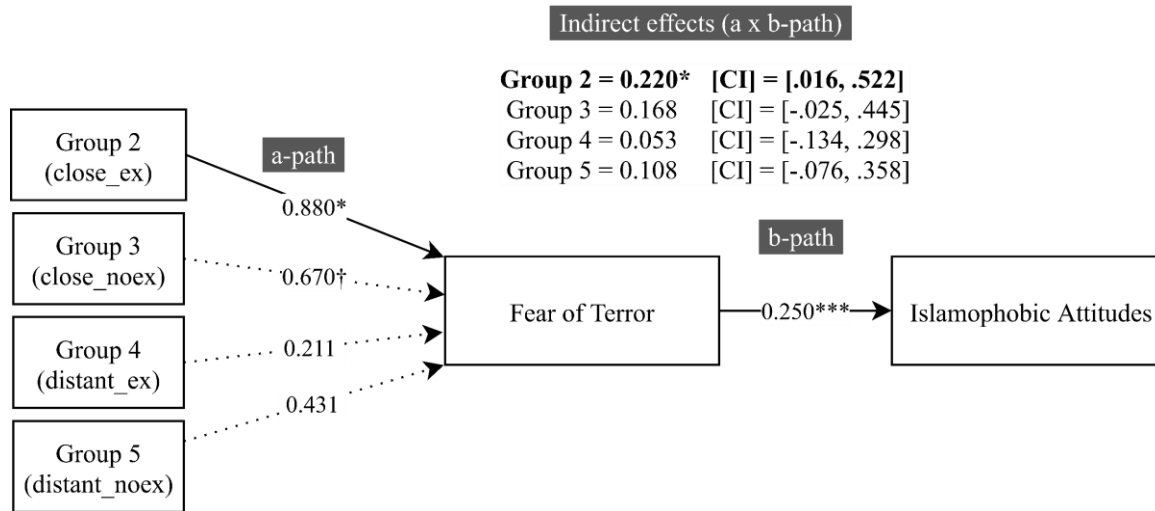 Indirect effects (a x b-path)
Group 2 = 0.220* [CI] = [.016, .522]
Group 3 = 0.168 [CI] = [-.025, .445]
Group 4 = 0.053 [CI] = [-.134, .298]
Group 5 = 0.108 [CI] = [-.076, .358]
Group 2
(close_ex)
a-path
0.880*
Group 3
(close_noex)
0.670†
b-path
Fear of Terror
0.250***
Islamophobic Attitudes
Group 4
(distant_ex)
0.211
0.431
Group 5
(distant_noex)